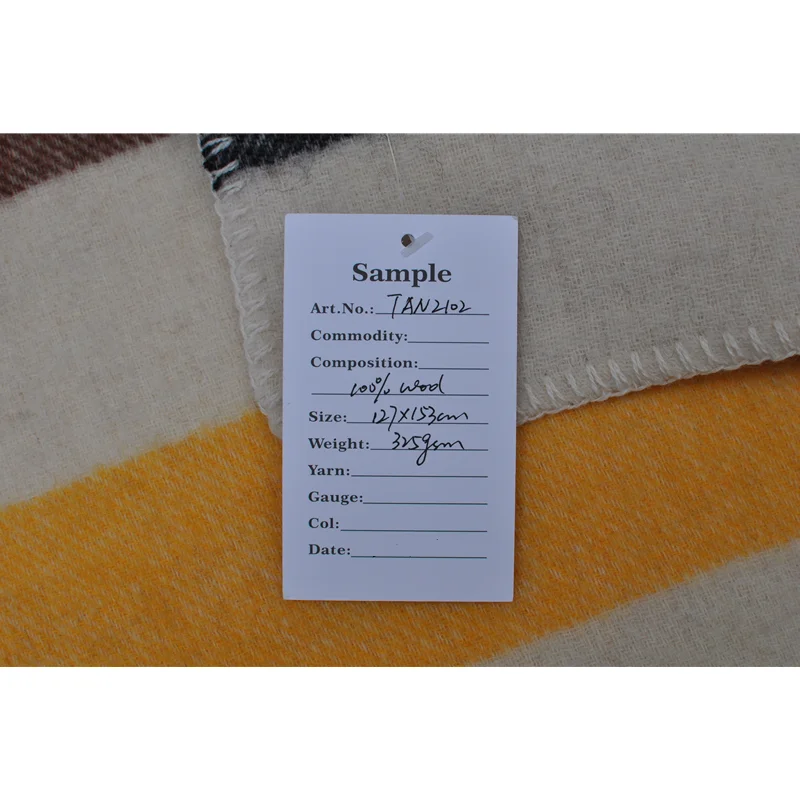 Sample
Art.No.: TAN2102
Commodity:
Composition:
100% wool
Size: 127x153cm
Weight: 325gsm
Yarn:
Gauge:
Col:
Date: